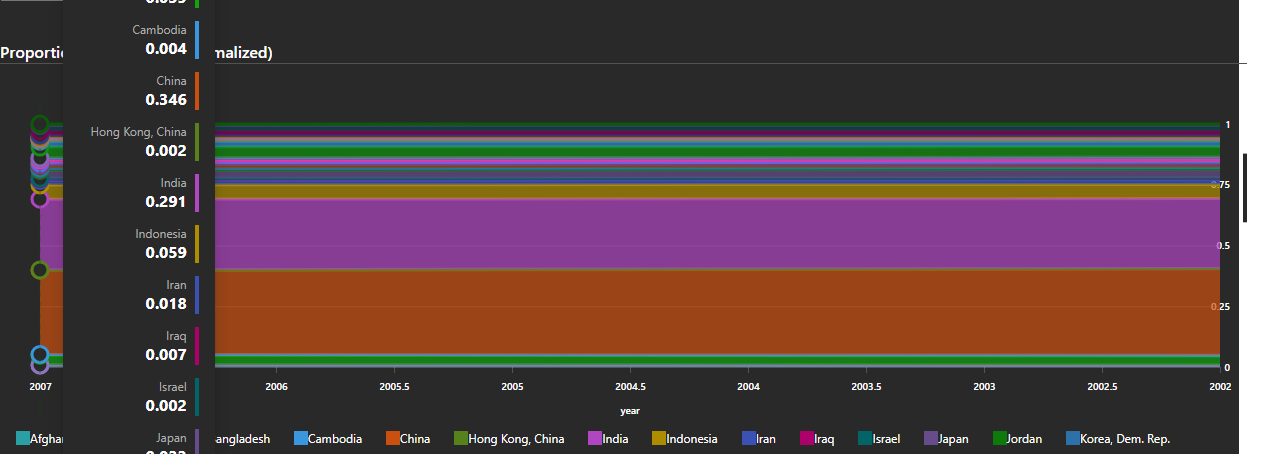 Cambodia
0.004
China
0.346
Hong Kong, China
0.002
India
0.291
Indonesia
0.059
Iran
0.018
Iraq
0.007
Israel
0.002
Japan
Proporti
malized)
1
0.75
0.5
0.25
0
2007
2006
2005.5
2005
2004.5
2004
2003.5
2003
2002.5
2002
year
Afghar
angladesh
Cambodia
China
Hong Kong, China
India
Indonesia
Iran
Iraq
Israel
Japan
Jordan
Korea, Dem. Rep.